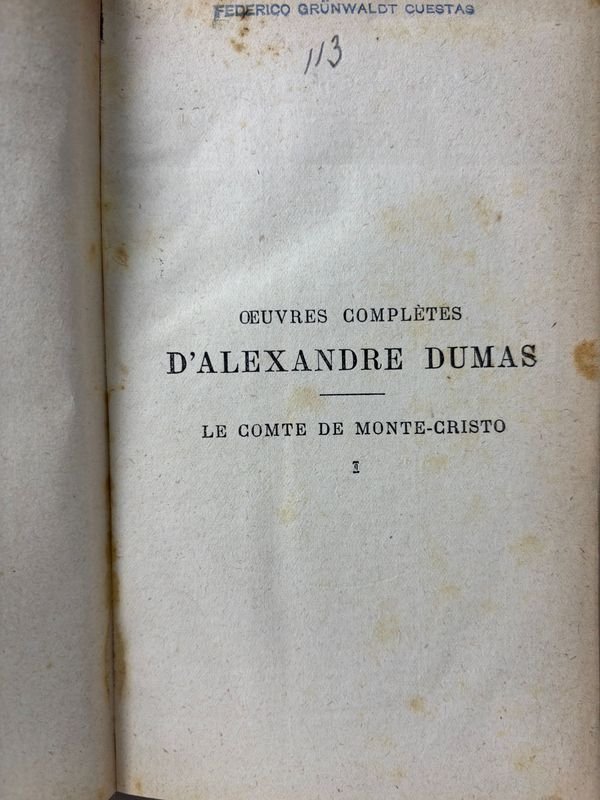 FEDERICO GRÜNWALDT CUESTAS
113
ŒUVRES COMPLÈTES
D'ALEXANDRE DUMAS
LE COMTE DE MONTE-CRISTO